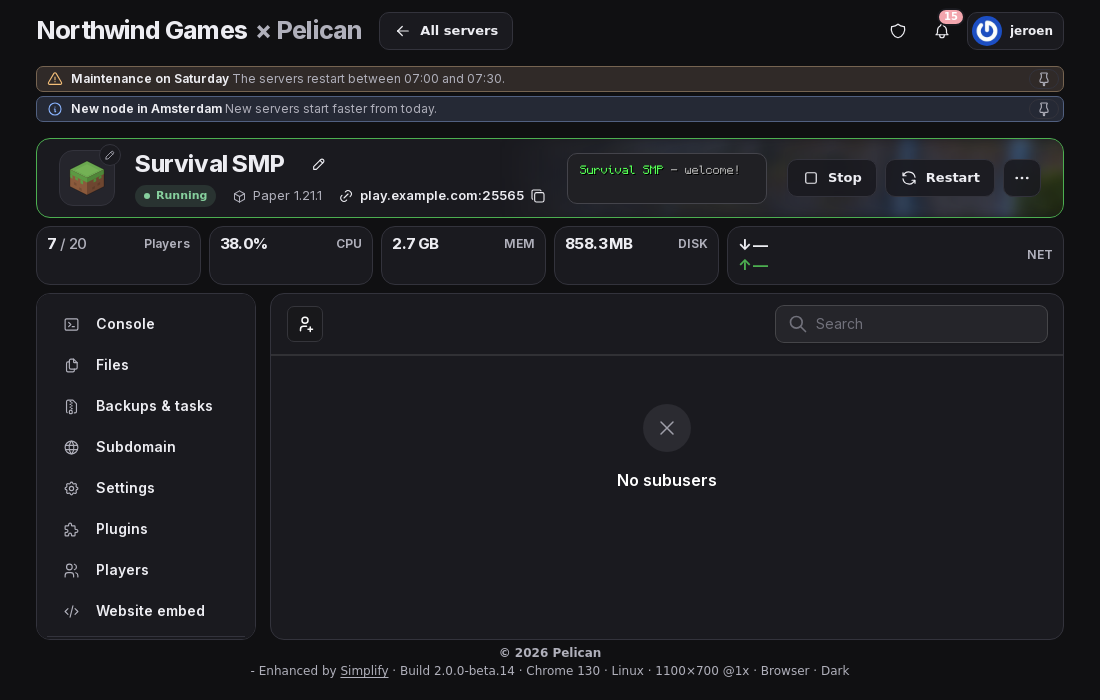 Northwind Games × Pelican
All servers
15
jeroen
Maintenance on Saturday The servers restart between 07:00 and 07:30.
New node in Amsterdam New servers start faster from today.
Survival SMP
Running
Paper 1.21.1
play.example.com:25565
Survival SMP – welcome!
Stop
Restart
7 / 20 Players
38.0% CPU
2.7 GB MEM
858.3 MB DISK
↓—
↑—
NET
Console
Files
Backups & tasks
Subdomain
Settings
Plugins
Players
Website embed
Search
No subusers
© 2026 Pelican
- Enhanced by Simplify · Build 2.0.0-beta.14 · Chrome 130 · Linux · 1100×700 @1x · Browser · Dark